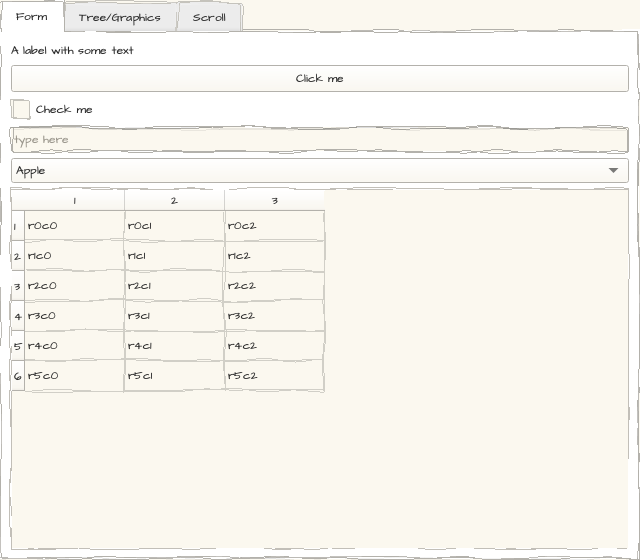 Form Tree/Graphics Scroll
A label with some text
Click me
Check me
type here
Apple
1 2 3
1 r0c0 r0c1 r0c2
2 r1c0 r1c1 r1c2
3 r2c0 r2c1 r2c2
4 r3c0 r3c1 r3c2
5 r4c0 r4c1 r4c2
6 r5c0 r5c1 r5c2